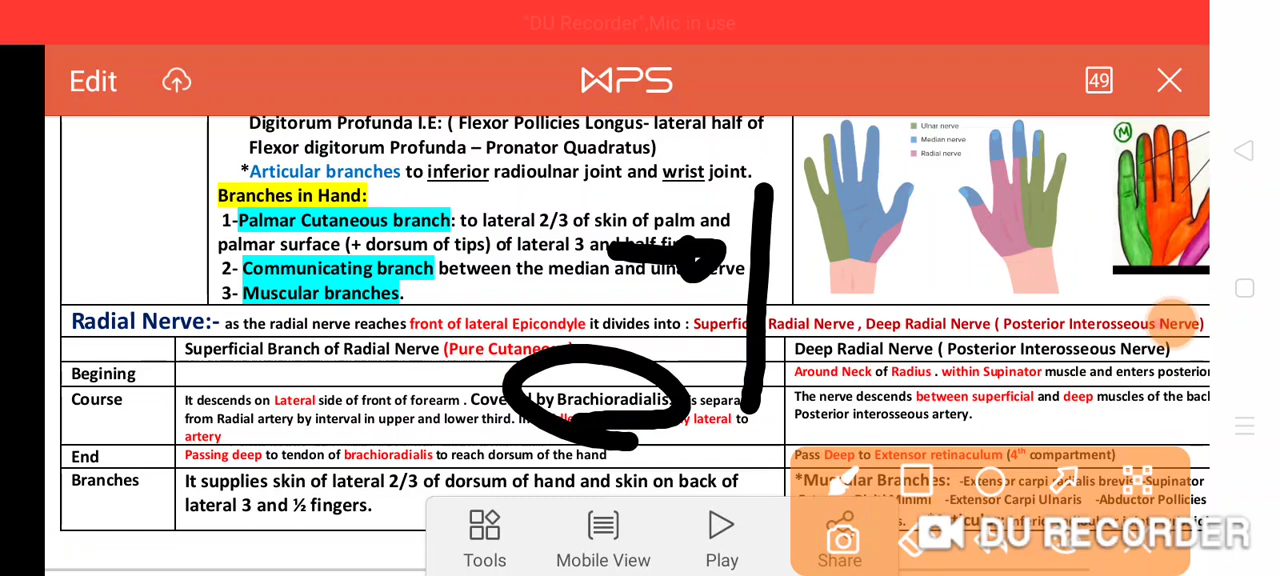 "DU Recorder",Mic in use
Edit
WPS
49
Digitorum Profunda I.E: ( Flexor Pollicies Longus- lateral half of
Flexor digitorum Profunda – Pronator Quadratus)
*Articular branches to inferior radioulnar joint and wrist joint.
Branches in Hand:
1-Palmar Cutaneous branch: to lateral 2/3 of skin of palm and
palmar surface (+ dorsum of tips) of lateral 3 and half
2- Communicating branch between the median and
3- Muscular branches.
Ulnar nerve
Median nerve
Radial nerve
M
Radial Nerve:- as the radial nerve reaches front of lateral Epicondyle it divides into : Radial Nerve , Deep Radial Nerve ( Posterior Interosseous Nerve)
Superficial Branch of Radial Nerve (Pure Cutaneous)
Deep Radial Nerve ( Posterior Interosseous Nerve)
Begining
Around Neck of Radius . within Supinator muscle and enters posterior
Course
It descends on Lateral side of front of forearm . by Brachioradialis.
from Radial artery by interval in upper and lower third. lateral to
artery
The nerve descends between superficial and deep muscles of the
Posterior interosseous artery.
End
Passing deep to tendon of brachioradialis to reach dorsum of the hand
Pass Deep to Extensor retinaculum (4th compartment)
Branches
It supplies skin of lateral 2/3 of dorsum of hand and skin on back of
lateral 3 and ½ fingers.
*Muscular Branches: -Extensor carpi radialis brevis -Supinator
-Extensor Carpi Ulnaris -Abductor Pollicies
Tools
Mobile View
Play
Share
DU RECORDER